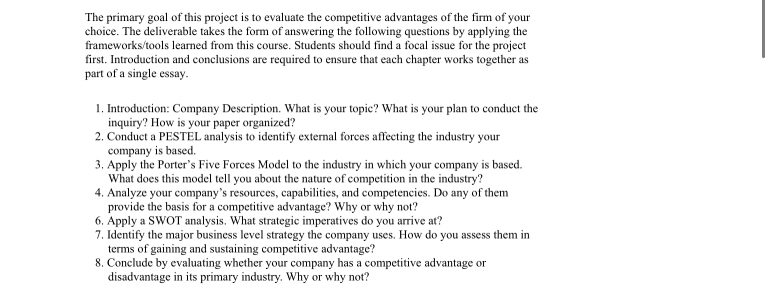 The primary goal of this project is to evaluate the competitive advantages of the firm of your
choice. The deliverable takes the form of answering the following questions by applying the
frameworks/tools learned from this course. Students should find a focal issue for the project
first. Introduction and conclusions are required to ensure that each chapter works together as
part of a single essay.
1. Introduction: Company Description. What is your topic? What is your plan to conduct the
inquiry? How is your paper organized?
2. Conduct a PESTEL analysis to identify external forces affecting the industry your
company is based.
3. Apply the Porter's Five Forces Model to the industry in which your company is based.
What does this model tell you about the nature of competition in the industry?
4. Analyze your company's resources, capabilities, and competencies. Do any of them
provide the basis for a competitive advantage? Why or why not?
6. Apply a SWOT analysis. What strategic imperatives do you arrive at?
7. Identify the major business level strategy the company uses. How do you assess them in
terms of gaining and sustaining competitive advantage?
8. Conclude by evaluating whether your company has a competitive advantage or
disadvantage in its primary industry. Why or why not?